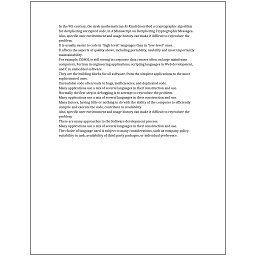 In the 9th century, the Arab mathematician Al-Kindi described a cryptographic algorithm
for deciphering encrypted code, in A Manuscript on Deciphering Cryptographic Messages.
Also, specific user environment and usage history can make it difficult to reproduce the
problem.
It is usually easier to code in "high-level" languages than in "low-level" ones.
It affects the aspects of quality above, including portability, usability and most importantly
maintainability.
For example, COBOL is still strong in corporate data centers often on large mainframe
computers, Fortran in engineering applications, scripting languages in Web development,
and C in embedded software.
They are the building blocks for all software, from the simplest applications to the most
sophisticated ones.
Unreadable code often leads to bugs, inefficiencies, and duplicated code.
Many applications use a mix of several languages in their construction and use.
Normally the first step in debugging is to attempt to reproduce the problem.
Many applications use a mix of several languages in their construction and use.
Many factors, having little or nothing to do with the ability of the computer to efficiently
compile and execute the code, contribute to readability.
Also, specific user environment and usage history can make it difficult to reproduce the
problem.
There are many approaches to the Software development process.
Many applications use a mix of several languages in their construction and use.
The choice of language used is subject to many considerations, such as company policy,
suitability to task, availability of third-party packages, or individual preference.